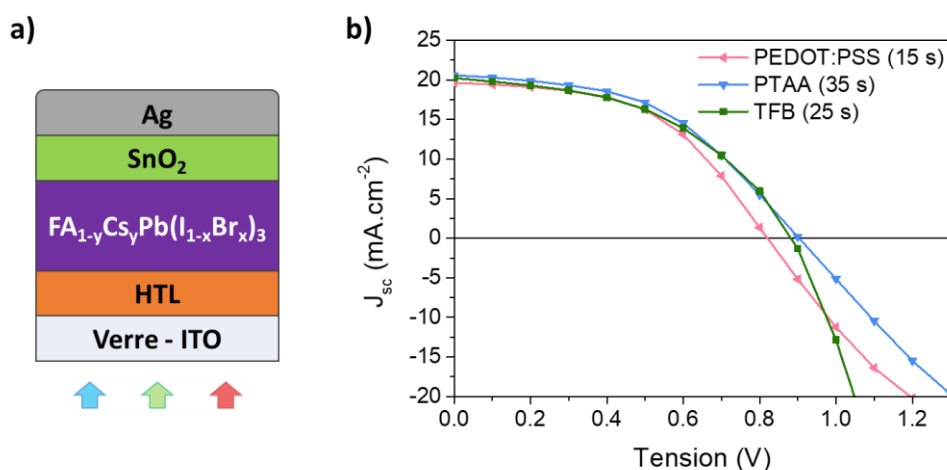 a)
Ag
SnO₂
FA₁₋yCsyPb(I₁₋ₓBrₓ)₃
HTL
Verre - ITO
b)
25
20
15
10
5
0
-5
-10
-15
-20
Jsc (mA.cm⁻²)
PEDOT:PSS (15 s)
PTAA (35 s)
TFB (25 s)
0.0 0.2 0.4 0.6 0.8 1.0 1.2
Tension (V)